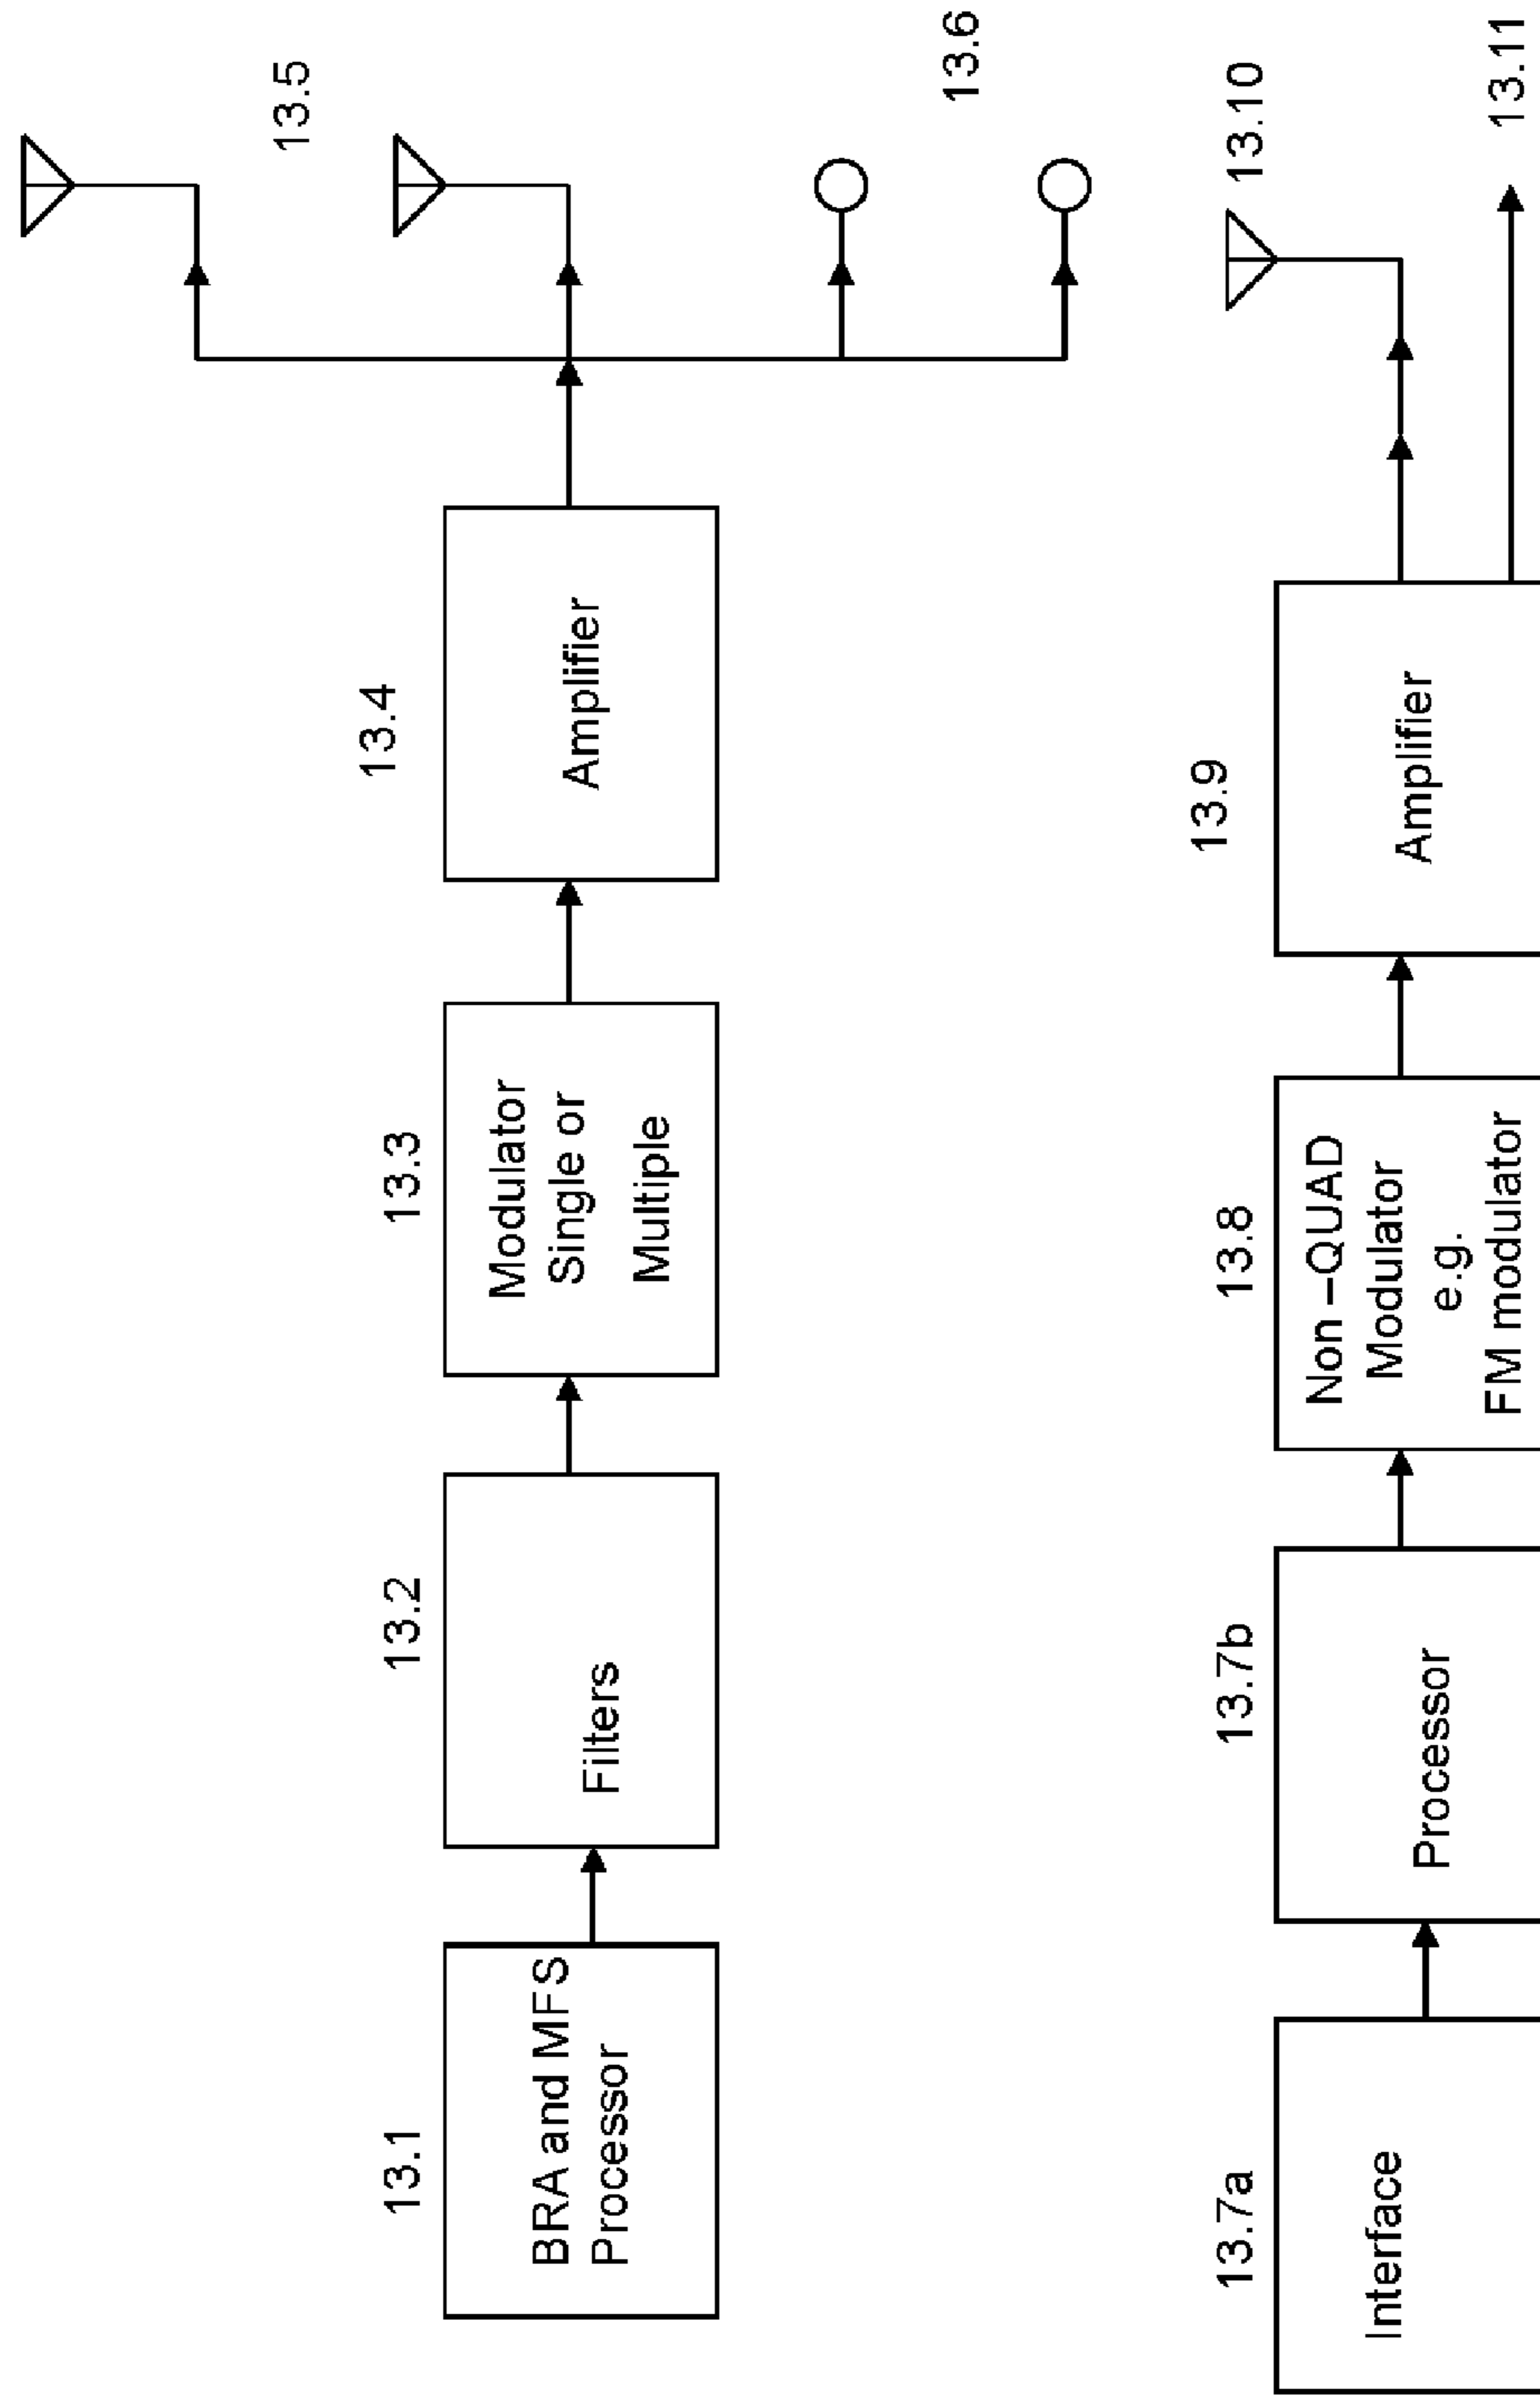 13.1
BRA and MFS
Processor
13.2
Filters
13.3
Modulator
Single or
Multiple
13.4
Amplifier
13.5
13.6
13.7a
Interface
13.7b
Processor
13.8
Non –QUAD
Modulator
e.g.
FM modulator
13.9
Amplifier
13.10
13.11